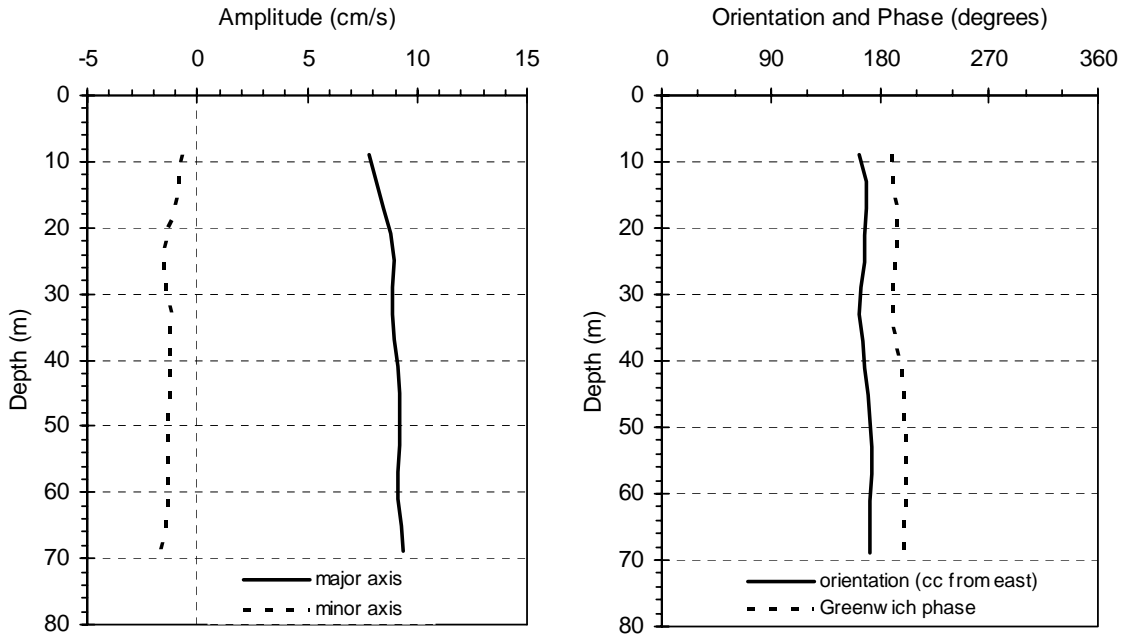 Amplitude (cm/s)
-5 0 5 10 15
0
10
20
30
40
50
60
70
80
Depth (m)
major axis
minor axis
Orientation and Phase (degrees)
0 90 180 270 360
0
10
20
30
40
50
60
70
80
Depth (m)
orientation (cc from east)
Greenwich phase